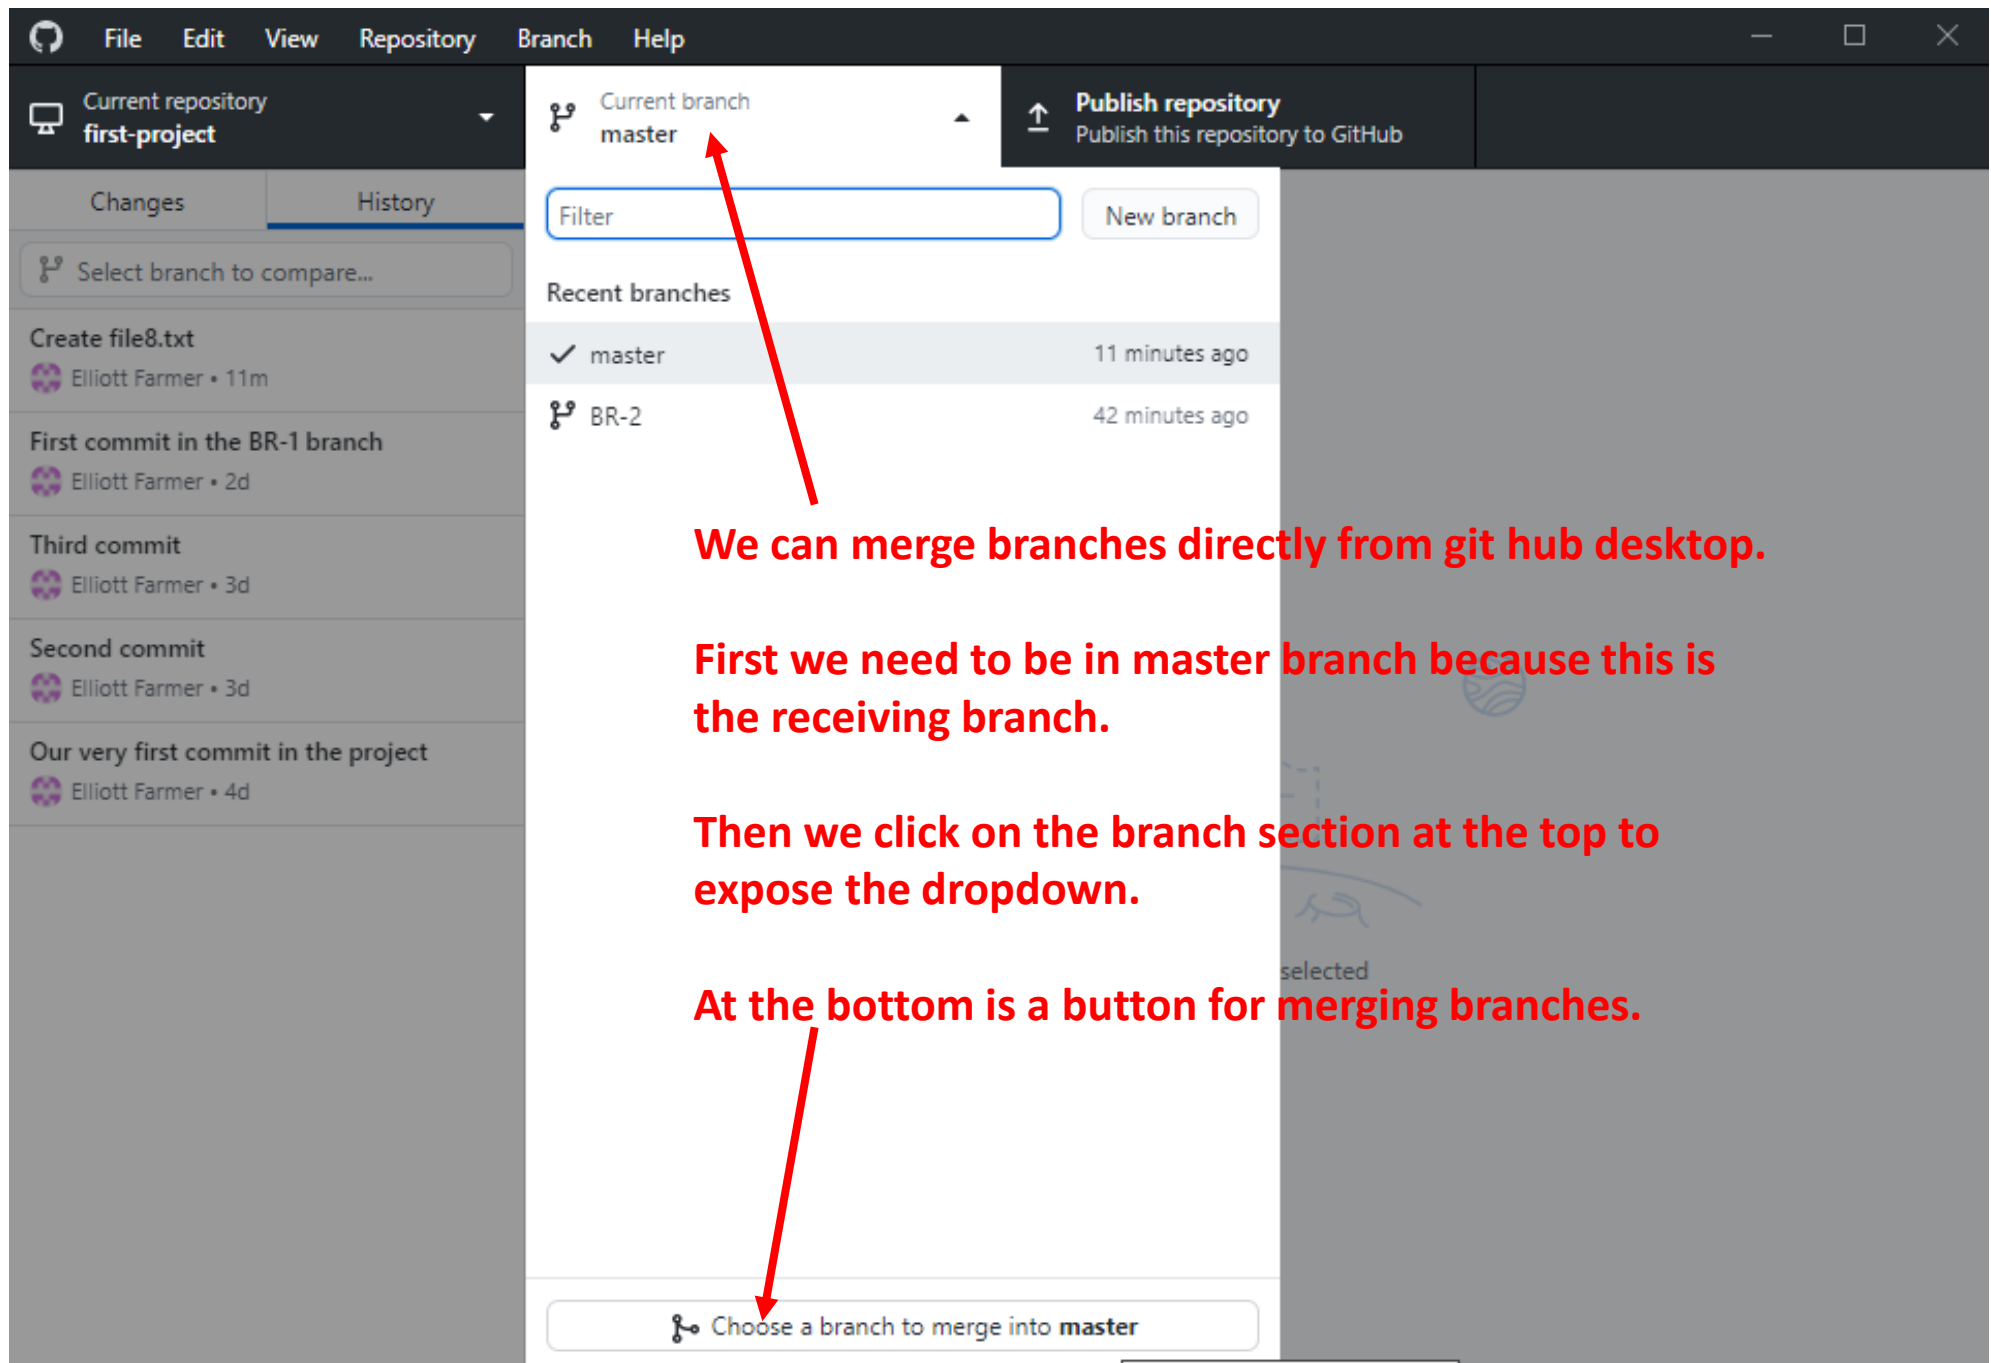 File Edit View Repository Branch Help
Current repository
first-project
Current branch
master
Publish repository
Publish this repository to GitHub
Changes History
Select branch to compare...
Create file8.txt
Elliott Farmer • 11m
First commit in the BR-1 branch
Elliott Farmer • 2d
Third commit
Elliott Farmer • 3d
Second commit
Elliott Farmer • 3d
Our very first commit in the project
Elliott Farmer • 4d
Filter
New branch
Recent branches
master 11 minutes ago
BR-2 42 minutes ago
We can merge branches directly from git hub desktop.
First we need to be in master branch because this is
the receiving branch.
Then we click on the branch section at the top to
expose the dropdown.
selected
At the bottom is a button for merging branches.
Choose a branch to merge into master